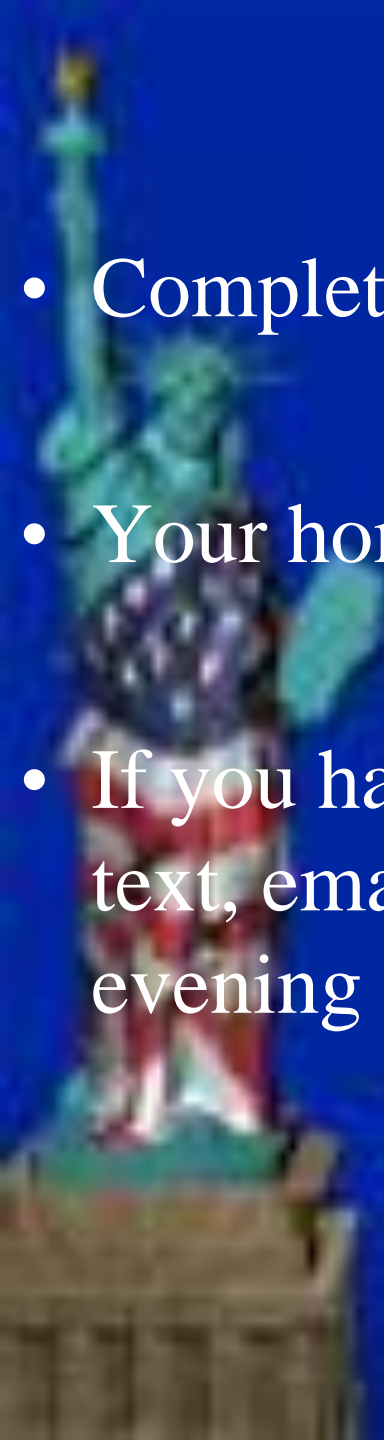 • Complet
• Your ho
• If you ha
text, ema
evening